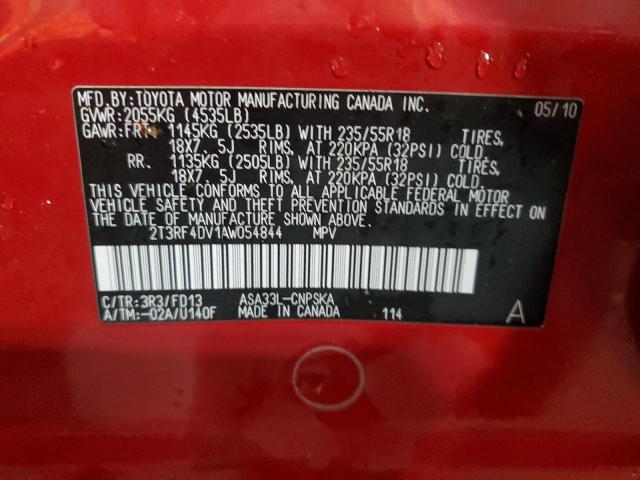 MFD.BY:TOYOTA MOTOR MANUFACTURING CANADA INC.
GVWR:2055KG (4535LB) 05/10
GAWR:FRT. 1145KG (2535LB) WITH 235/55R18 TIRES,
18X7.5J RIMS, AT 220KPA (32PSI) COLD.
RR. 1135KG (2505LB) WITH 235/55R18 TIRES,
18X7.5J RIMS, AT 220KPA (32PSI) COLD.
THIS VEHICLE CONFORMS TO ALL APPLICABLE FEDERAL MOTOR
VEHICLE SAFETY AND THEFT PREVENTION STANDARDS IN EFFECT ON
THE DATE OF MANUFACTURE SHOWN ABOVE.
2T3RF4DV1AW054844 MPV
C/TR:3R3/FD13 ASA33L-CNPSKA
A/TM:-02A/U140F MADE IN CANADA 114 A